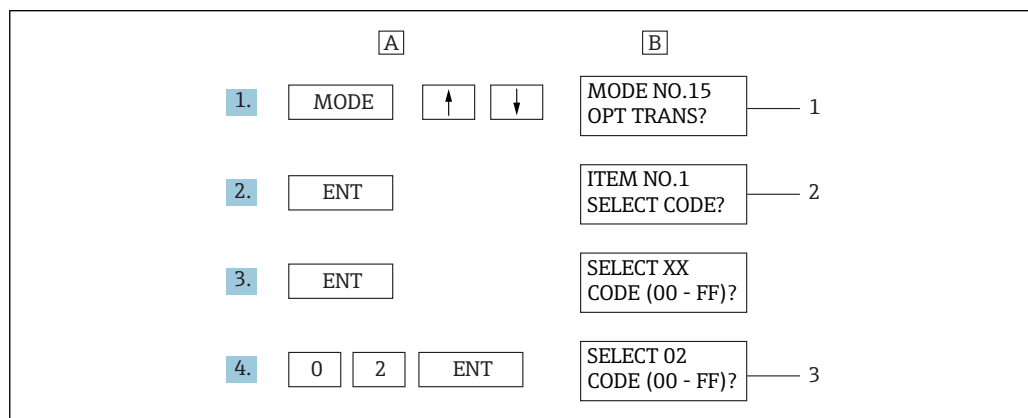 A B
1. MODE MODE NO.15
OPT TRANS? 1
2. ENT ITEM NO.1
SELECT CODE? 2
3. ENT SELECT XX
CODE (00 - FF)?
4. 0 2 ENT SELECT 02
CODE (00 - FF)? 3